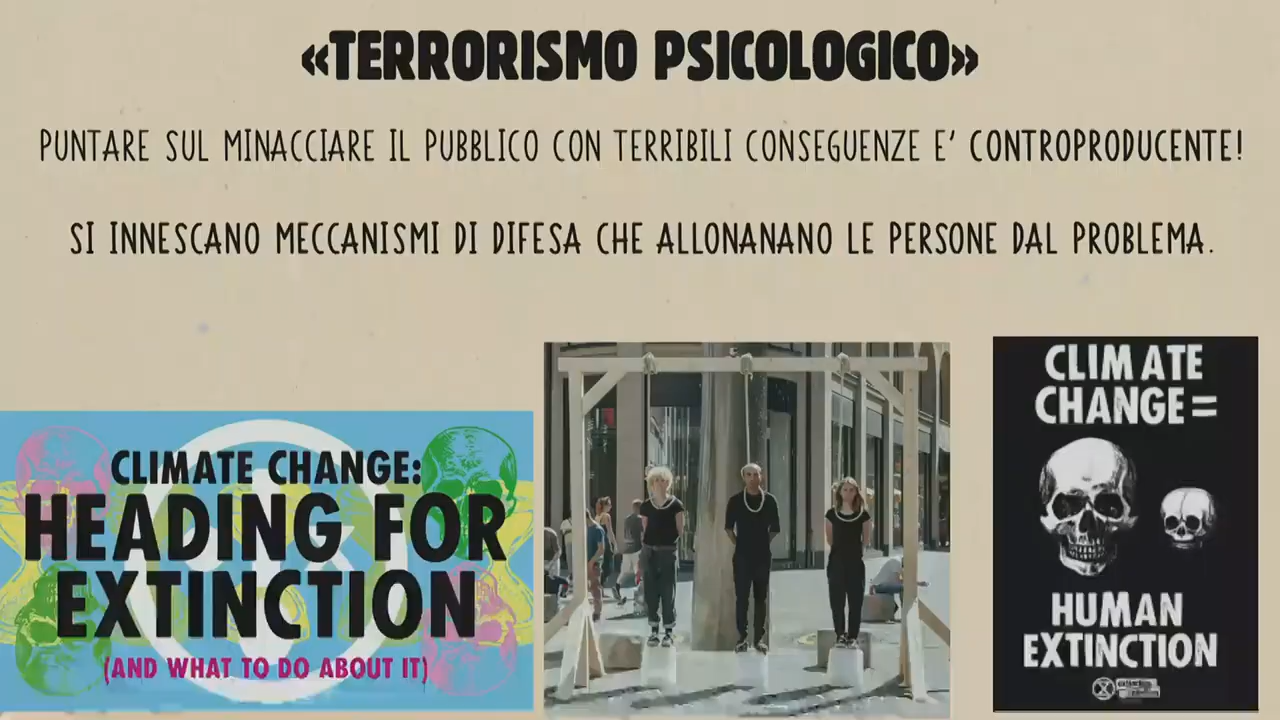 «TERRORISMO PSICOLOGICO»
PUNTARE SUL MINACCIARE IL PUBBLICO CON TERRIBILI CONSEGUENZE E' CONTROPRODUCENTE!
SI INNESCANO MECCANISMI DI DIFESA CHE ALLONANANO LE PERSONE DAL PROBLEMA.
CLIMATE CHANGE:
HEADING FOR
EXTINCTION
(AND WHAT TO DO ABOUT IT)
CLIMATE
CHANGE=
HUMAN
EXTINCTION